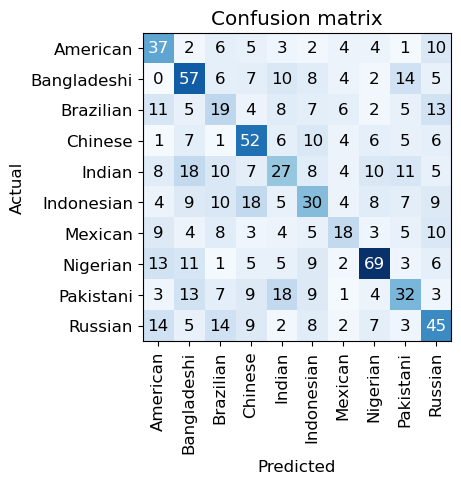 Confusion matrix
American 37 2 6 5 3 2 4 4 1 10
Bangladeshi 0 57 6 7 10 8 4 2 14 5
Brazilian 11 5 19 4 8 7 6 2 5 13
Chinese 1 7 1 52 6 10 4 6 5 6
Indian 8 18 10 7 27 8 4 10 11 5
Indonesian 4 9 10 18 5 30 4 8 7 9
Mexican 9 4 8 3 4 5 18 3 5 10
Nigerian 13 11 1 5 5 9 2 69 3 6
Pakistani 3 13 7 9 18 9 1 4 32 3
Russian 14 5 14 9 2 8 2 7 3 45
Actual
American Bangladeshi Brazilian Chinese Indian Indonesian Mexican Nigerian Pakistani Russian
Predicted